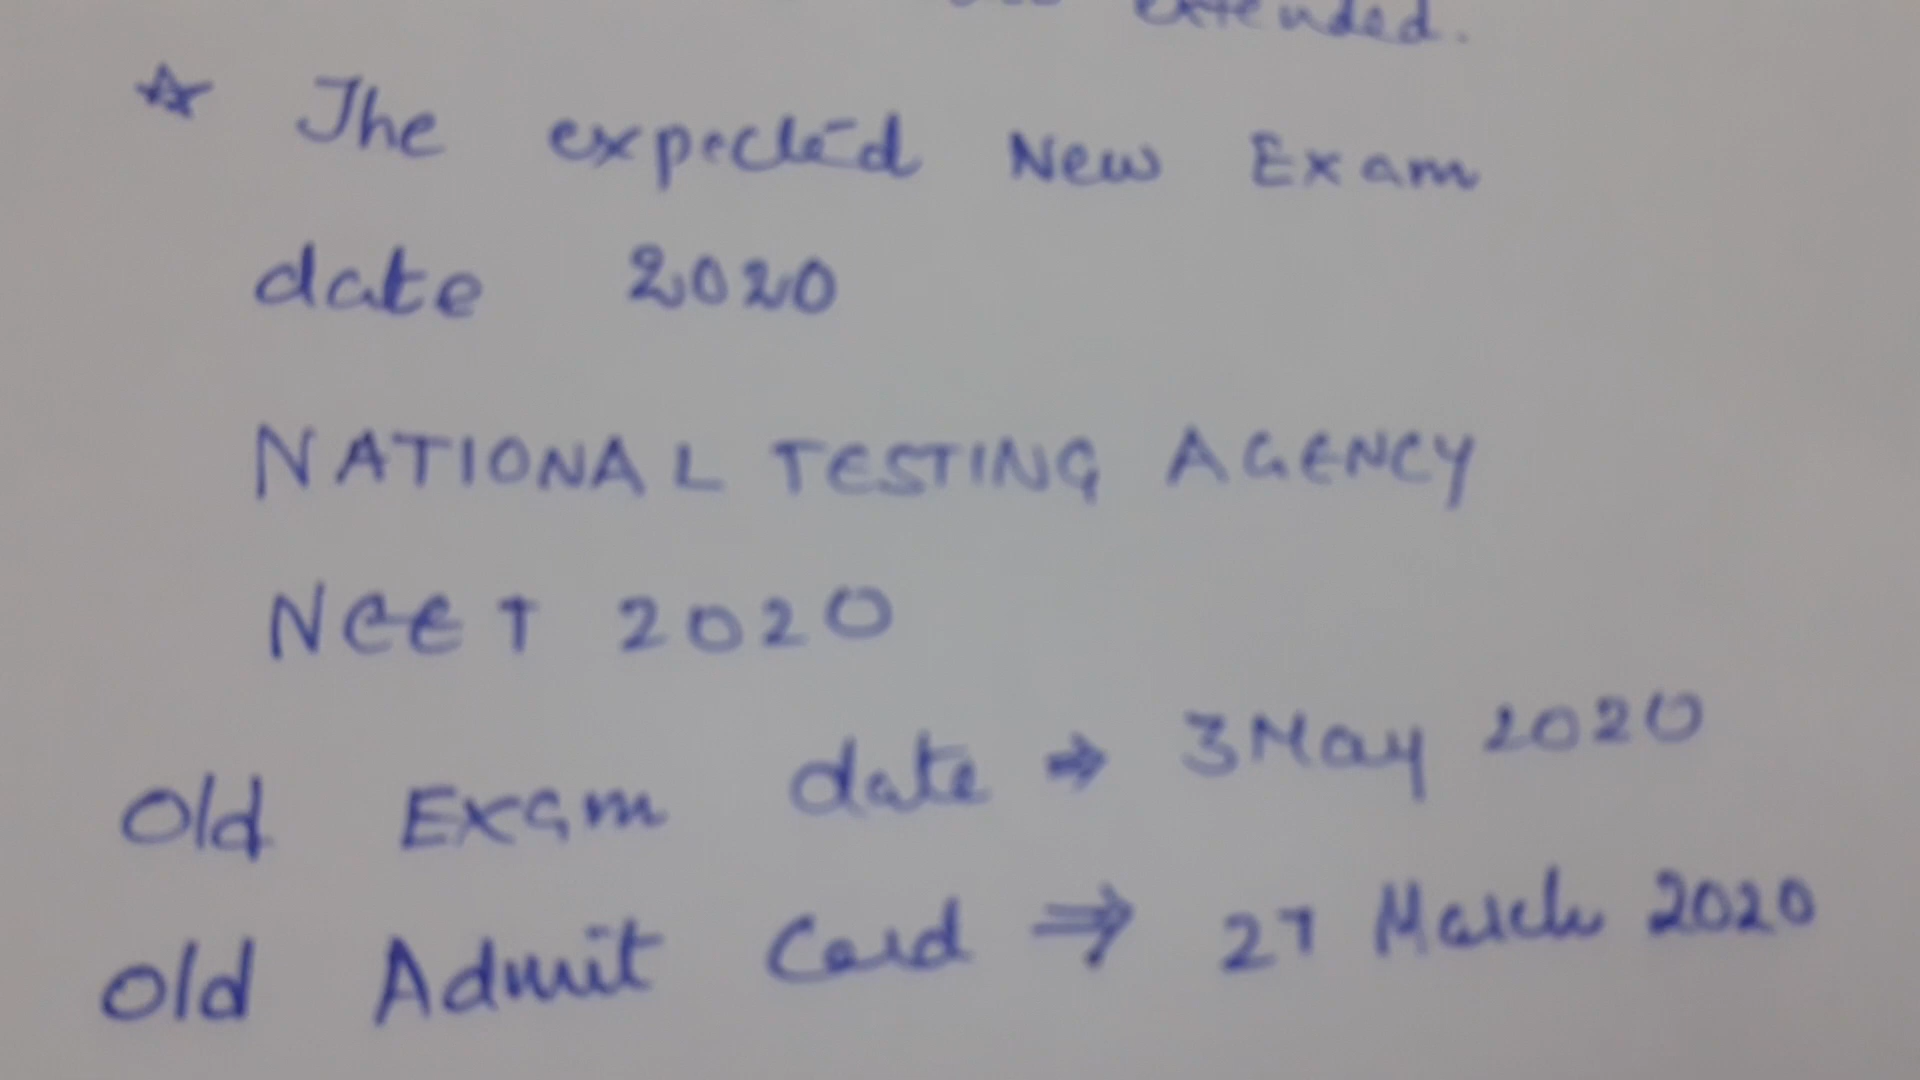 extended.
☆ The expected New Exam
date 2020
NATIONAL TESTING AGENCY
NEET 2020
Old Exam date ⇒ 3 May 2020
Old Admit Card ⇒ 27 March 2020